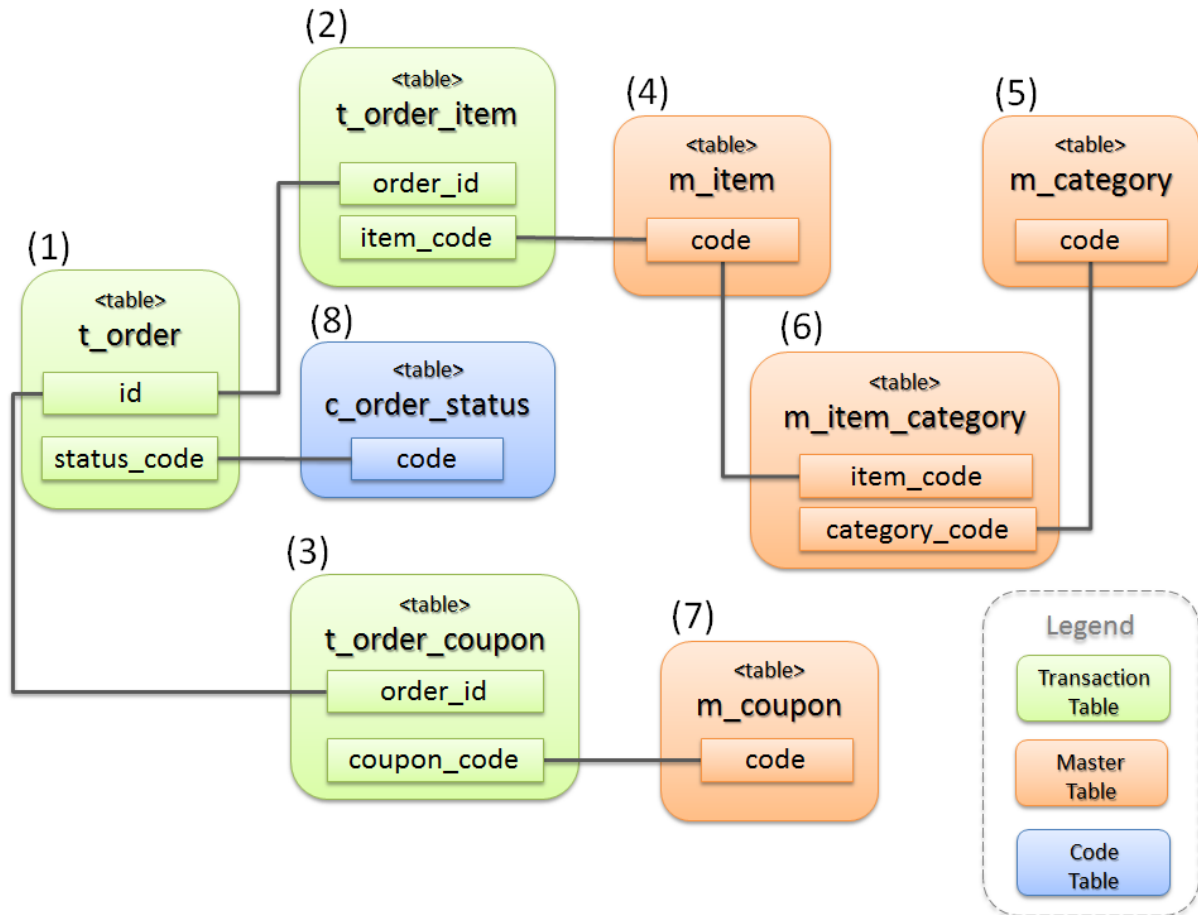 (1)
<table>
t_order
id
status_code
(2)
<table>
t_order_item
order_id
item_code
(8)
<table>
c_order_status
code
(3)
<table>
t_order_coupon
order_id
coupon_code
(4)
<table>
m_item
code
(5)
<table>
m_category
code
(6)
<table>
m_item_category
item_code
category_code
(7)
<table>
m_coupon
code
Legend
Transaction
Table
Master
Table
Code
Table